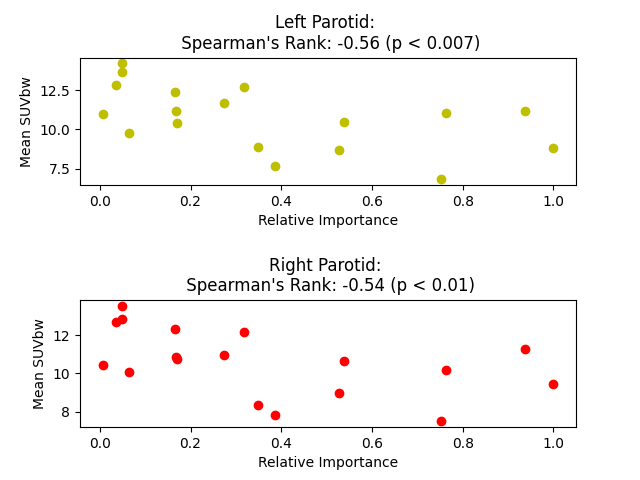 Left Parotid:
Spearman's Rank: -0.56 (p < 0.007)
12.5
10.0
7.5
Mean SUVbw
0.0 0.2 0.4 0.6 0.8 1.0
Relative Importance
Right Parotid:
Spearman's Rank: -0.54 (p < 0.01)
12
10
8
Mean SUVbw
0.0 0.2 0.4 0.6 0.8 1.0
Relative Importance